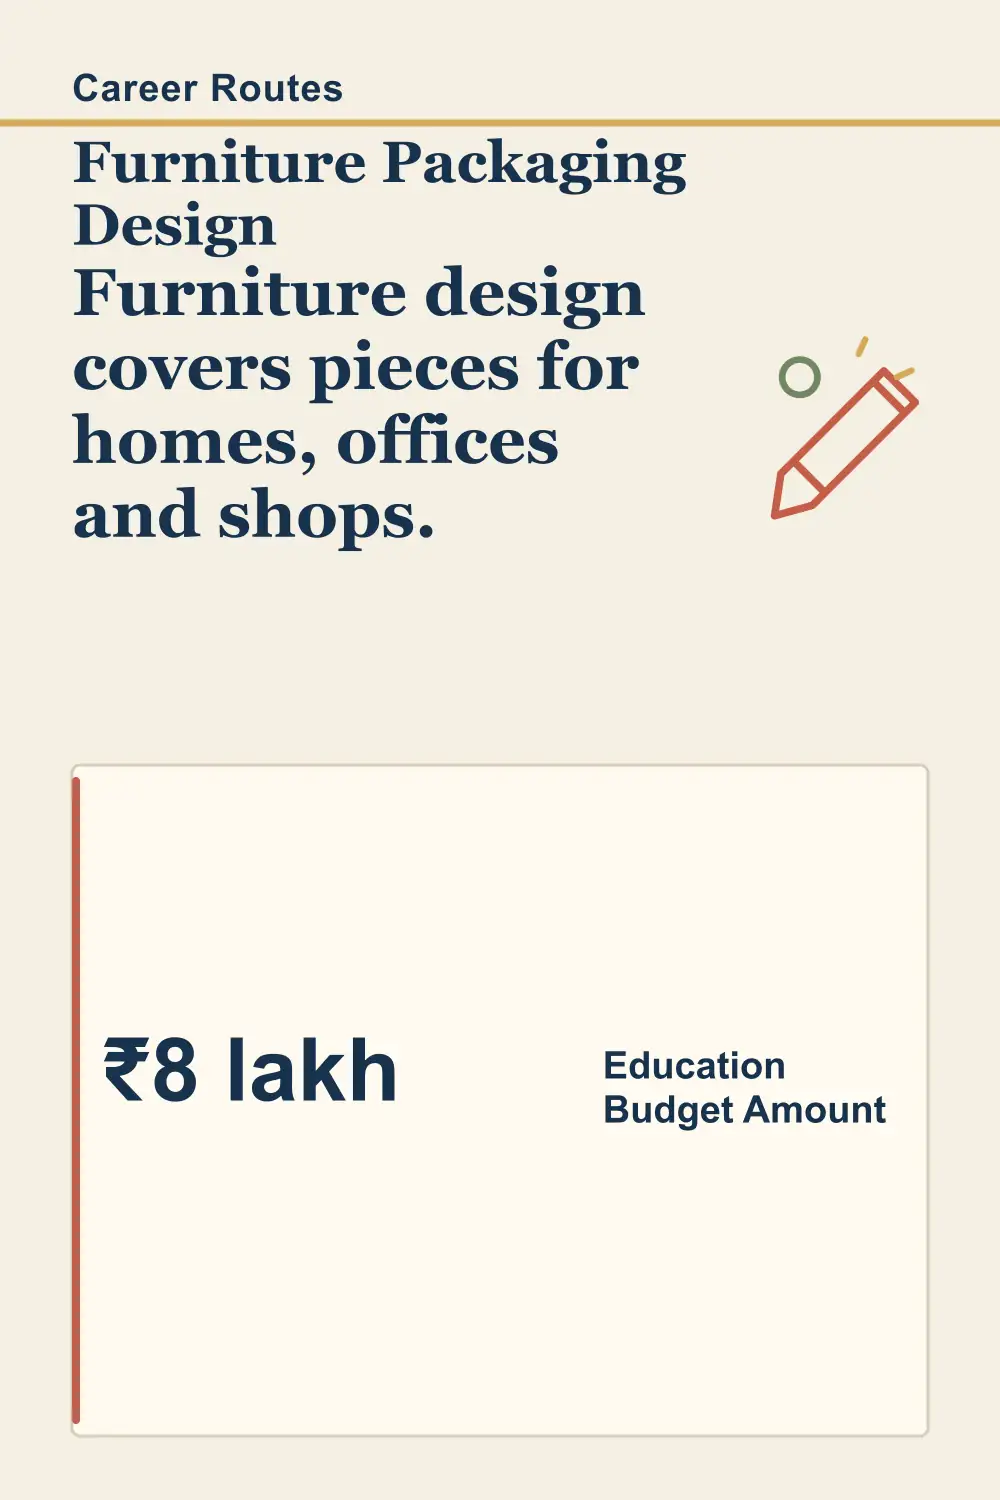 Career Routes
Furniture Packaging
Design
Furniture design
covers pieces for
homes, offices
and shops.
₹8 lakh
Education
Budget Amount